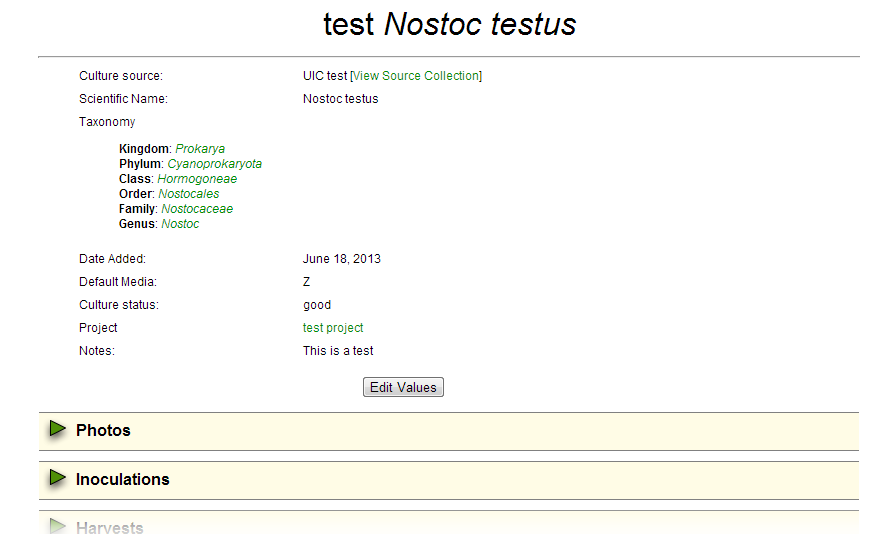 test Nostoc testus
Culture source: UIC test [View Source Collection]
Scientific Name: Nostoc testus
Taxonomy
Kingdom: Prokarya
Phylum: Cyanoprokaryota
Class: Hormogoneae
Order: Nostocales
Family: Nostocaceae
Genus: Nostoc
Date Added: June 18, 2013
Default Media: Z
Culture status: good
Project test project
Notes: This is a test
Edit Values
Photos
Inoculations
Harvests